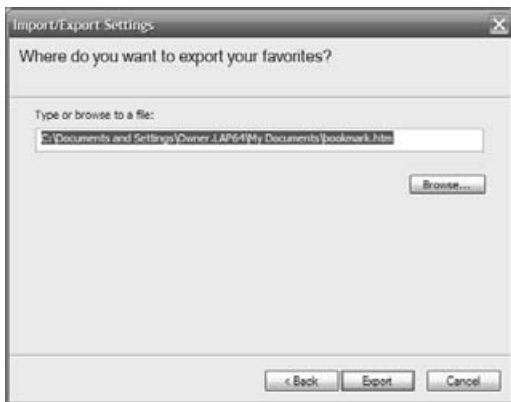 Import/Export Settings
Where do you want to export your favorites?
Type or browse to a file:
C:\Documents and Settings\Owner.LAP64\My Documents\bookmark.htm
Browse...
< Back Export Cancel